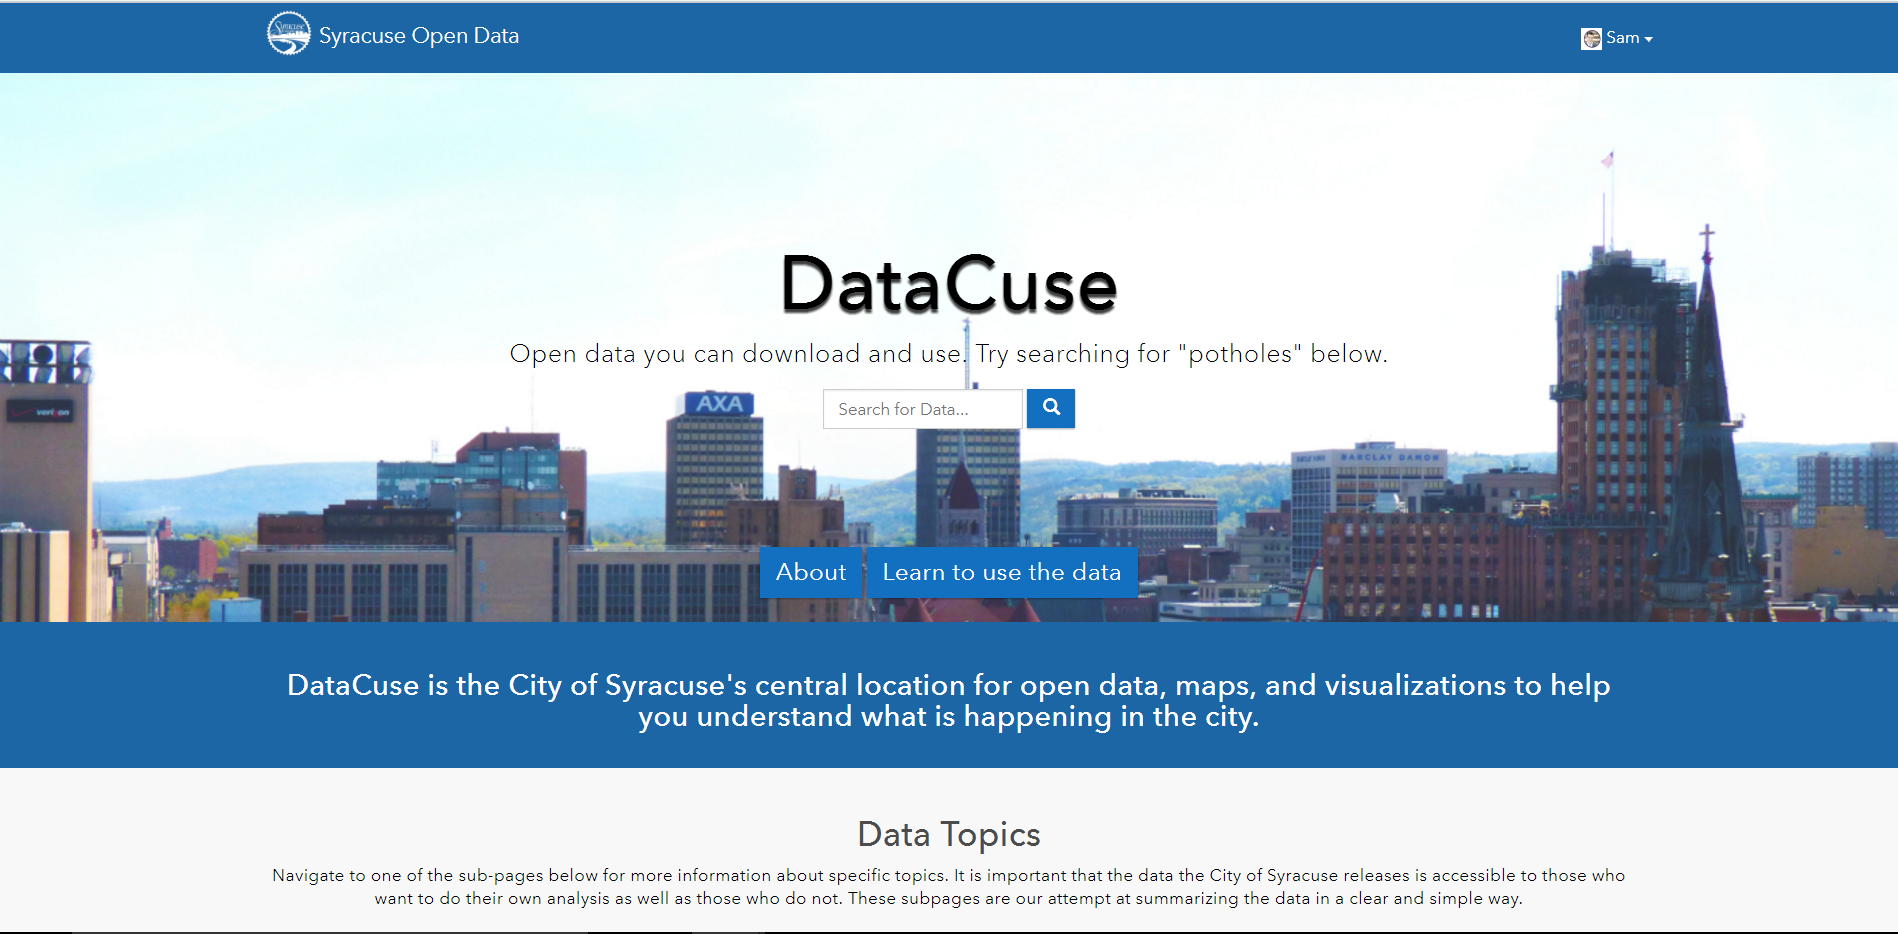 Syracuse
Syracuse Open Data
Sam
DataCuse
Open data you can download and use. Try searching for "potholes" below.
Search for Data...
verizon
AXA
BARCLAY DAMON
About
Learn to use the data
DataCuse is the City of Syracuse's central location for open data, maps, and visualizations to help
you understand what is happening in the city.
Data Topics
Navigate to one of the sub-pages below for more information about specific topics. It is important that the data the City of Syracuse releases is accessible to those who
want to do their own analysis as well as those who do not. These subpages are our attempt at summarizing the data in a clear and simple way.